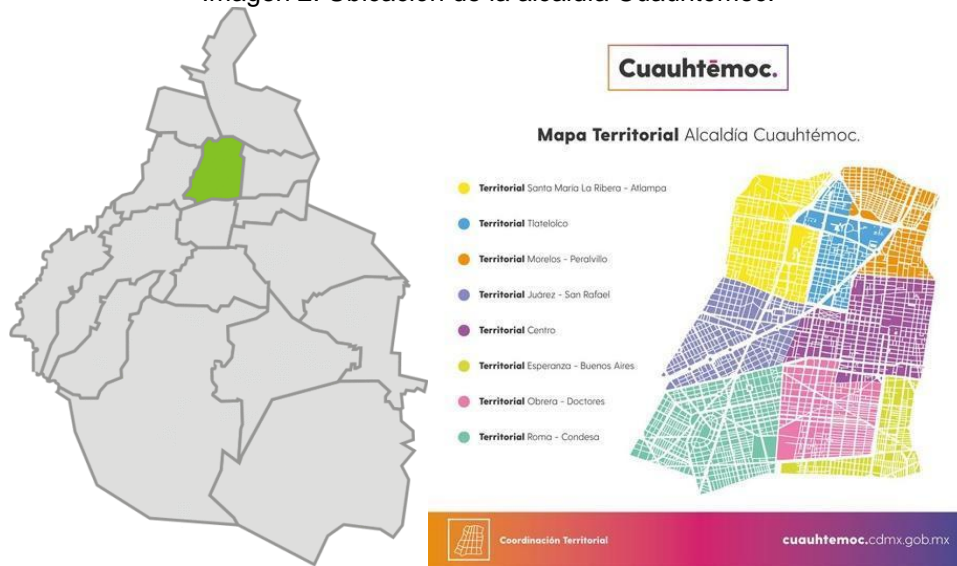 Imagen 2. Ubicación de la alcaldía Cuauhtémoc.
Cuauhtēmoc.
Mapa Territorial Alcaldía Cuauhtémoc.
Territorial Santa María La Ribera - Atlampa
Territorial Tlatelolco
Territorial Morelos - Peralvillo
Territorial Juárez - San Rafael
Territorial Centro
Territorial Esperanza - Buenos Aires
Territorial Obrera - Doctores
Territorial Roma - Condesa
Coordinación Territorial
cuauhtemoc.cdmx.gob.mx